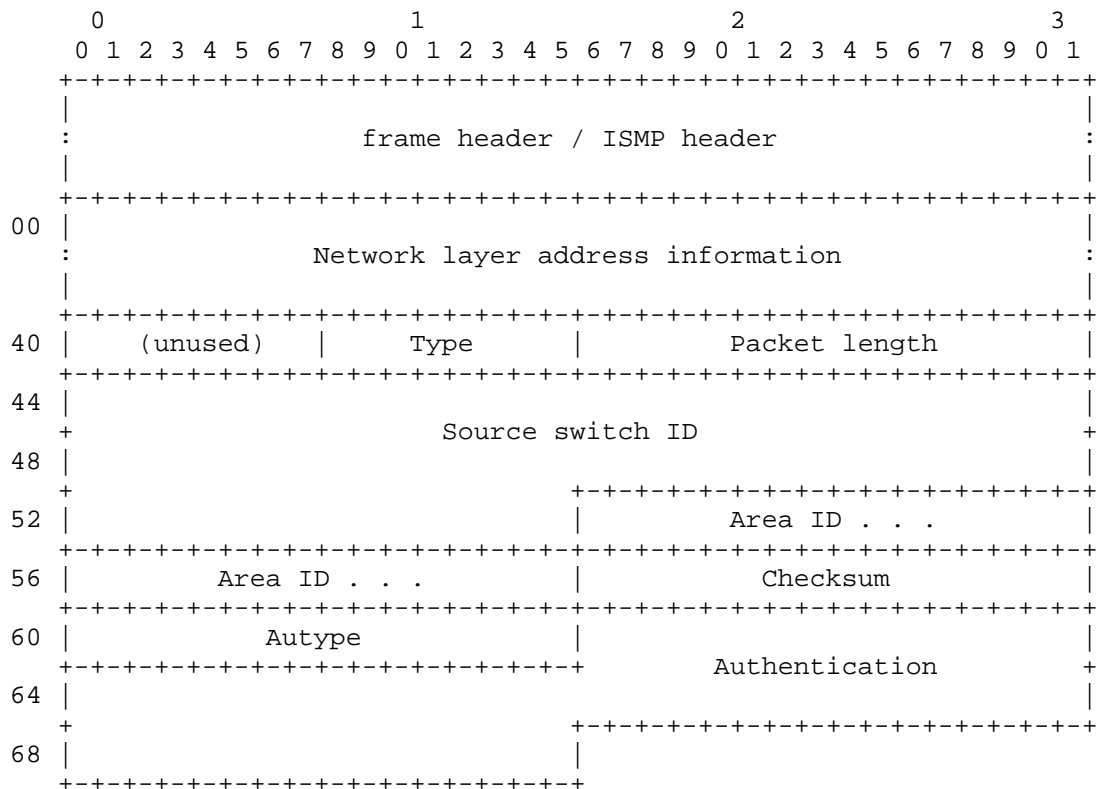 0                   1                   2                   3
0 1 2 3 4 5 6 7 8 9 0 1 2 3 4 5 6 7 8 9 0 1 2 3 4 5 6 7 8 9 0 1
+-+-+-+-+-+-+-+-+-+-+-+-+-+-+-+-+-+-+-+-+-+-+-+-+-+-+-+-+-+-+-+-+
|                                                               |
:                  frame header / ISMP header                   :
|                                                               |
+-+-+-+-+-+-+-+-+-+-+-+-+-+-+-+-+-+-+-+-+-+-+-+-+-+-+-+-+-+-+-+-+
00 |                                                               |
:               Network layer address information               :
|                                                               |
+-+-+-+-+-+-+-+-+-+-+-+-+-+-+-+-+-+-+-+-+-+-+-+-+-+-+-+-+-+-+-+-+
40 |    (unused)   |     Type      |         Packet length         |
+-+-+-+-+-+-+-+-+-+-+-+-+-+-+-+-+-+-+-+-+-+-+-+-+-+-+-+-+-+-+-+-+
44 |                                                               |
+                       Source switch ID                        +
48 |                                                               |
+                               +-+-+-+-+-+-+-+-+-+-+-+-+-+-+-+-+
52 |                               |         Area ID . . .         |
+-+-+-+-+-+-+-+-+-+-+-+-+-+-+-+-+-+-+-+-+-+-+-+-+-+-+-+-+-+-+-+-+
56 |         Area ID . . .         |           Checksum            |
+-+-+-+-+-+-+-+-+-+-+-+-+-+-+-+-+-+-+-+-+-+-+-+-+-+-+-+-+-+-+-+-+
60 |            Autype             |                               |
+-+-+-+-+-+-+-+-+-+-+-+-+-+-+-+-+        Authentication         +
64 |                                                               |
+                               +-+-+-+-+-+-+-+-+-+-+-+-+-+-+-+-+
68 |                               |
+-+-+-+-+-+-+-+-+-+-+-+-+-+-+-+-+